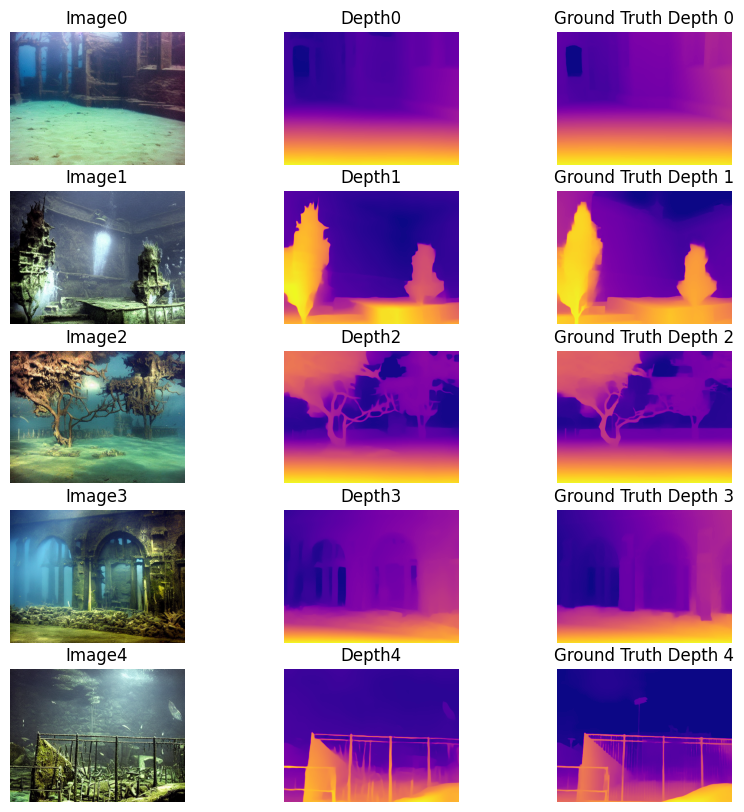 Image0 Depth0 Ground Truth Depth 0
Image1 Depth1 Ground Truth Depth 1
Image2 Depth2 Ground Truth Depth 2
Image3 Depth3 Ground Truth Depth 3
Image4 Depth4 Ground Truth Depth 4